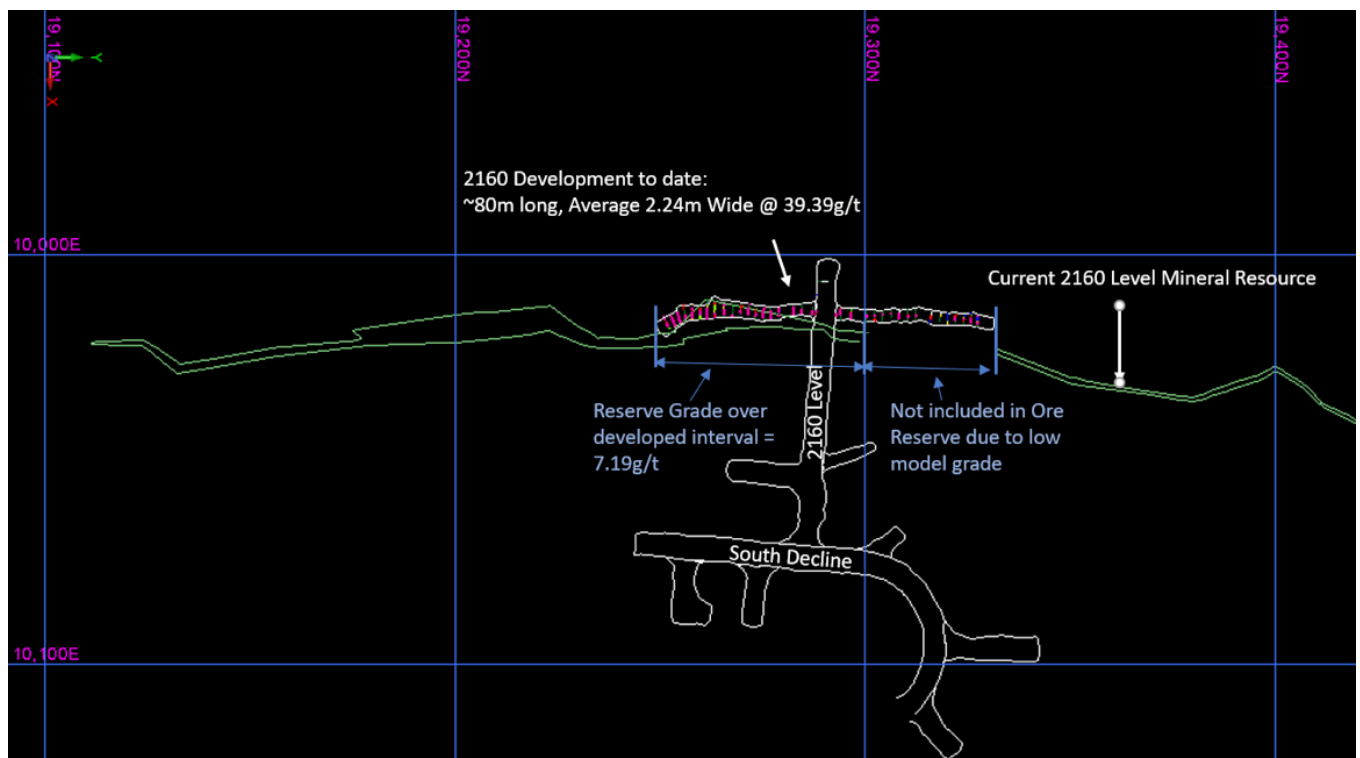 19,100N
19,200N
19,300N
19,400N
Y
X
2160 Development to date:
~80m long, Average 2.24m Wide @ 39.39g/t
10,000E
Current 2160 Level Mineral Resource
2160 Level
Reserve Grade over
developed interval =
7.19g/t
Not included in Ore
Reserve due to low
model grade
South Decline
10,100E